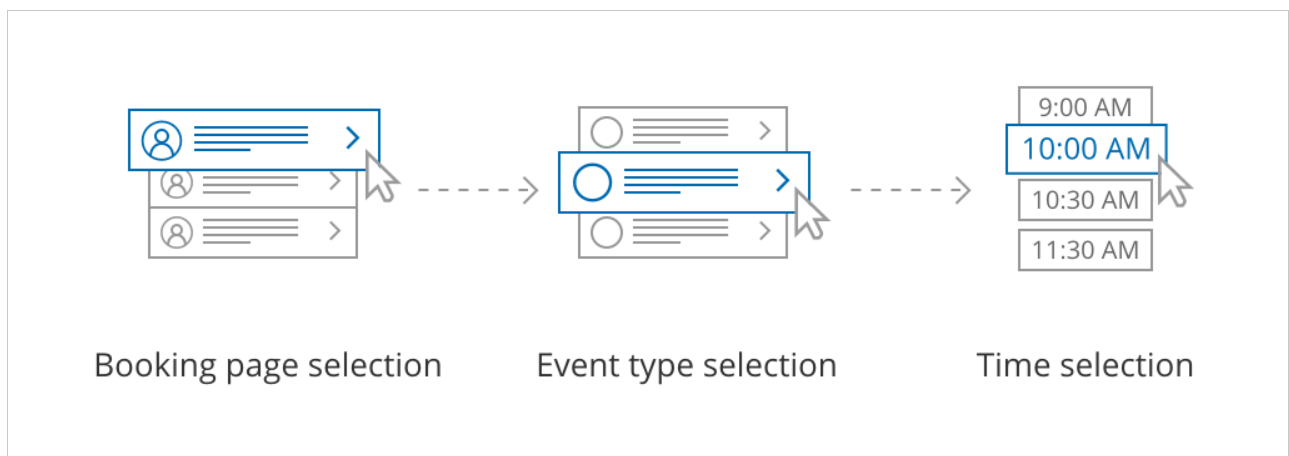 9:00 AM
10:00 AM
10:30 AM
11:30 AM
Booking page selection
Event type selection
Time selection